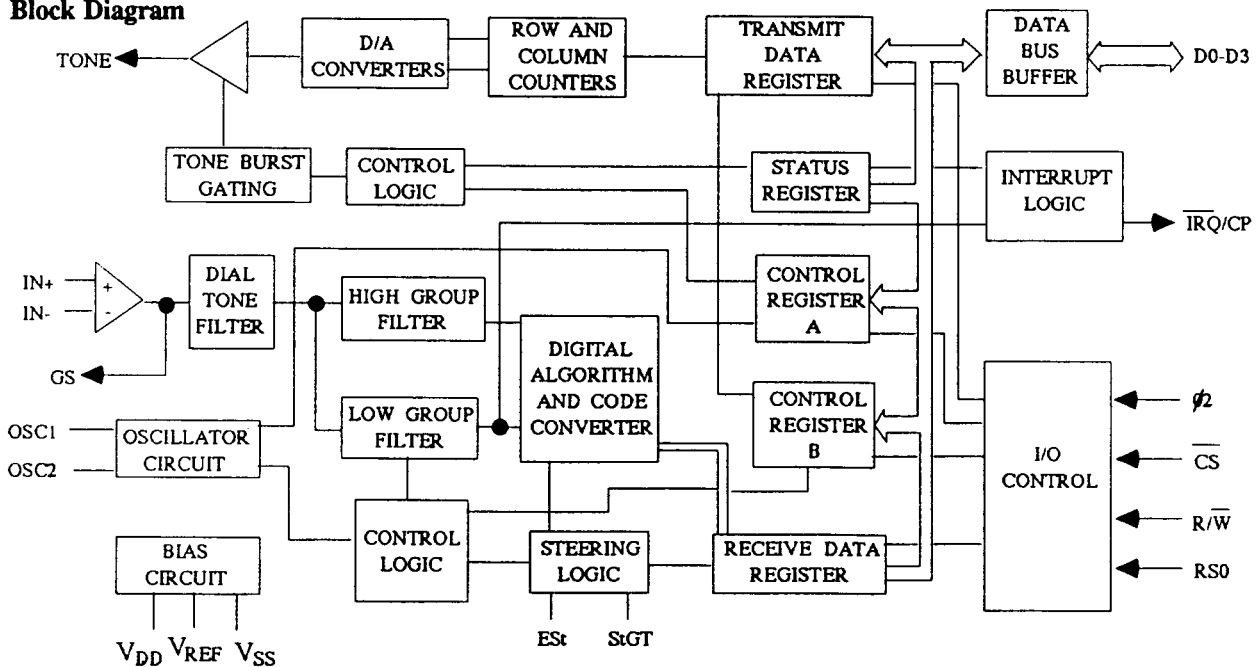 Block Diagram
TONE
D/A
CONVERTERS
ROW AND
COLUMN
COUNTERS
TRANSMIT
DATA
REGISTER
DATA
BUS
BUFFER
D0-D3
TONE BURST
GATING
CONTROL
LOGIC
STATUS
REGISTER
INTERRUPT
LOGIC
I̅R̅Q̅/CP
IN+
IN-
+
-
GS
DIAL
TONE
FILTER
HIGH GROUP
FILTER
LOW GROUP
FILTER
DIGITAL
ALGORITHM
AND CODE
CONVERTER
CONTROL
REGISTER
A
CONTROL
REGISTER
B
I/O
CONTROL
ϕ2
C̅S̅
R/W̅
RS0
OSC1
OSC2
OSCILLATOR
CIRCUIT
BIAS
CIRCUIT
VDD VREF VSS
CONTROL
LOGIC
STEERING
LOGIC
ESt StGT
RECEIVE DATA
REGISTER